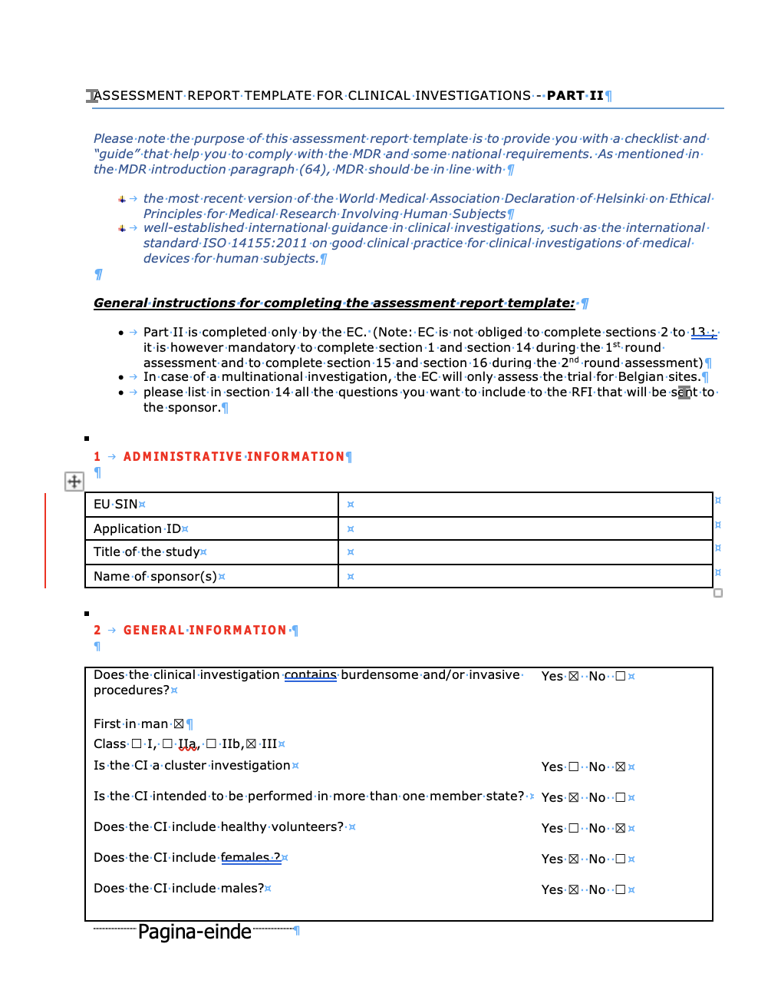 ASSESSMENT REPORT TEMPLATE FOR CLINICAL INVESTIGATIONS - PART II
Please note the purpose of this assessment report template is to provide you with a checklist and
“guide” that help you to comply with the MDR and some national requirements. As mentioned in
the MDR introduction paragraph (64), MDR should be in line with
the most recent version of the World Medical Association Declaration of Helsinki on Ethical
Principles for Medical Research Involving Human Subjects
well-established international guidance in clinical investigations, such as the international
standard ISO 14155:2011 on good clinical practice for clinical investigations of medical
devices for human subjects.
General instructions for completing the assessment report template:
• Part II is completed only by the EC. (Note: EC is not obliged to complete sections 2 to 13 ;
it is however mandatory to complete section 1 and section 14 during the 1st round
assessment and to complete section 15 and section 16 during the 2nd round assessment)
• In case of a multinational investigation, the EC will only assess the trial for Belgian sites.
• please list in section 14 all the questions you want to include to the RFI that will be sent to
the sponsor.
1 ADMINISTRATIVE INFORMATION
EU SIN
Application ID
Title of the study
Name of sponsor(s)
2 GENERAL INFORMATION
Does the clinical investigation contains burdensome and/or invasive Yes ☒ No ☐
procedures?
First in man ☒
Class ☐ I, ☐ IIa, ☐ IIb,☒ III
Is the CI a cluster investigation Yes ☐ No ☒
Is the CI intended to be performed in more than one member state? Yes ☒ No ☐
Does the CI include healthy volunteers? Yes ☐ No ☒
Does the CI include females ? Yes ☒ No ☐
Does the CI include males? Yes ☒ No ☐
Pagina-einde